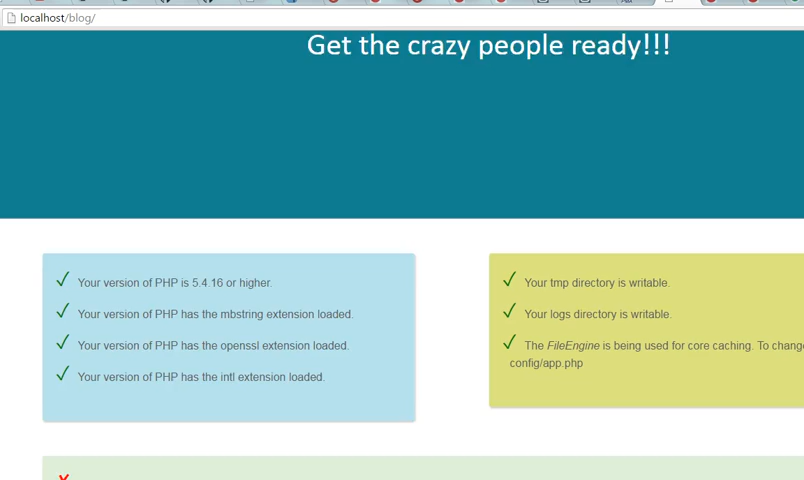 localhost/blog/
Get the crazy people ready!!!
Your version of PHP is 5.4.16 or higher.
Your version of PHP has the mbstring extension loaded.
Your version of PHP has the openssl extension loaded.
Your version of PHP has the intl extension loaded.
Your tmp directory is writable.
Your logs directory is writable.
The FileEngine is being used for core caching. To change
config/app.php